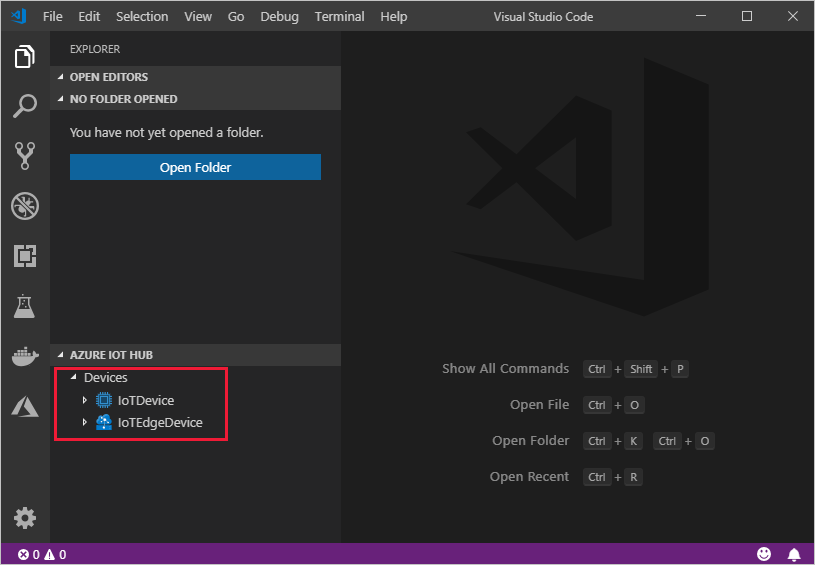 File Edit Selection View Go Debug Terminal Help Visual Studio Code
EXPLORER
OPEN EDITORS
NO FOLDER OPENED
You have not yet opened a folder.
Open Folder
AZURE IOT HUB
Devices
IoTDevice
IoTEdgeDevice
Show All Commands Ctrl + Shift + P
Open File Ctrl + O
Open Folder Ctrl + K Ctrl + O
Open Recent Ctrl + R
0 0